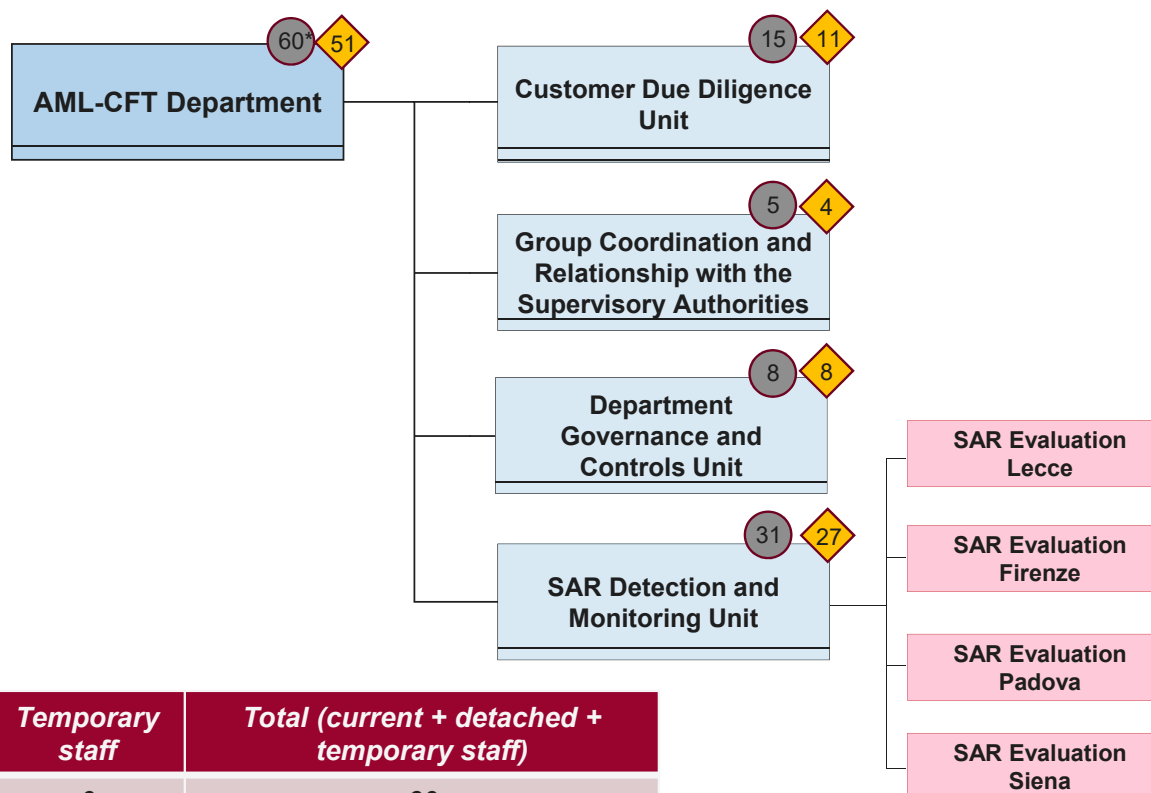 60*
51
AML-CFT Department
15
11
Customer Due Diligence
Unit
5
4
Group Coordination and
Relationship with the
Supervisory Authorities
8
8
Department
Governance and
Controls Unit
31
27
SAR Detection and
Monitoring Unit
SAR Evaluation
Lecce
SAR Evaluation
Firenze
SAR Evaluation
Padova
SAR Evaluation
Siena
Temporary
staff
Total (current + detached +
temporary staff)